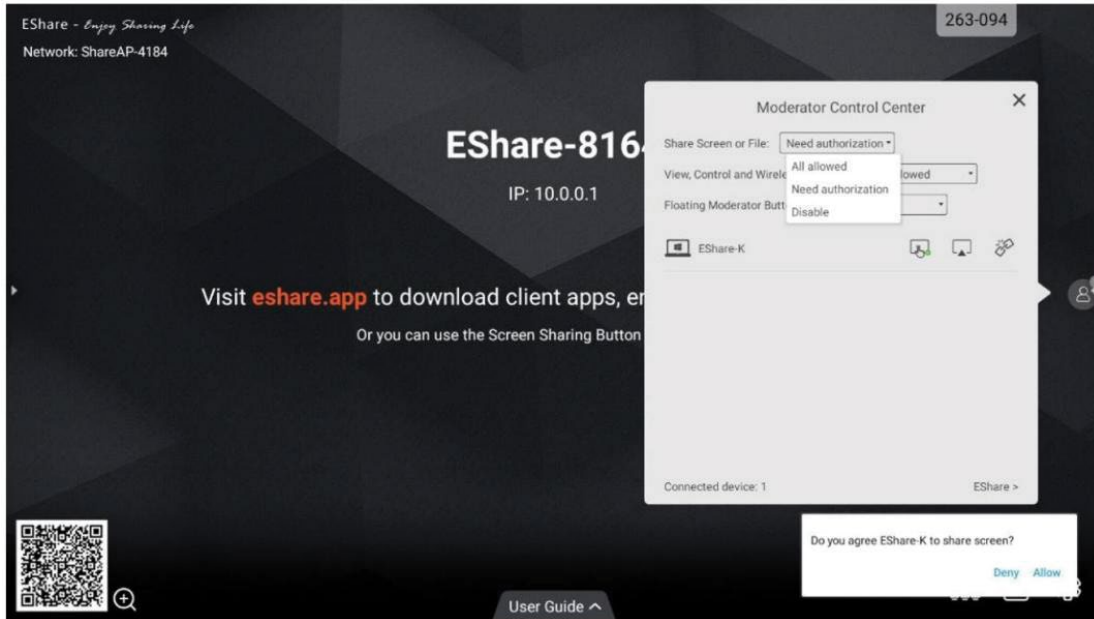 EShare - Enjoy Sharing Life
263-094
Network: ShareAP-4184
Moderator Control Center
EShare-816
Share Screen or File: Need authorization
All allowed
View, Control and Wirele
owed
IP: 10.0.0.1
Need authorization
Floating Moderator Butt
Disable
EShare-K
Visit eshare.app to download client apps, er
Or you can use the Screen Sharing Button
Connected device: 1
EShare >
Do you agree EShare-K to share screen?
Deny Allow
User Guide